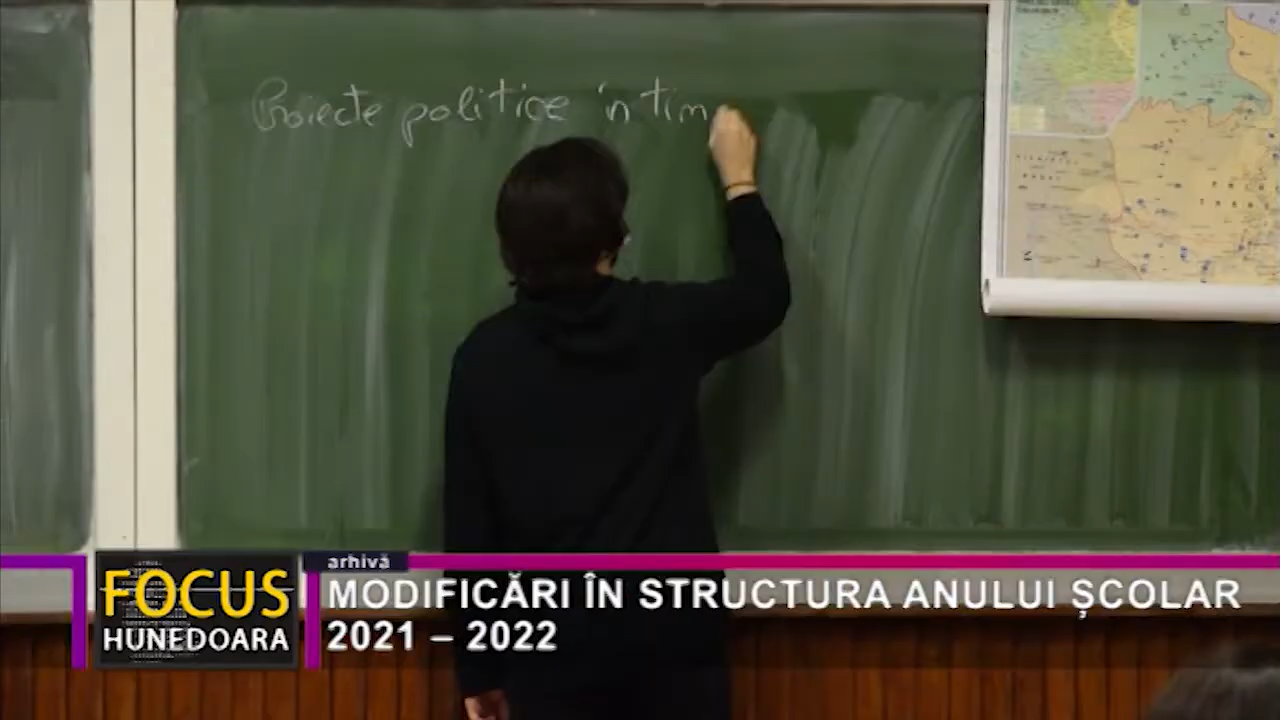 Proiecte politice în tim
arhivă
FOCUS
HUNEDOARA
MODIFICĂRI ÎN STRUCTURA ANULUI ȘCOLAR
2021 – 2022